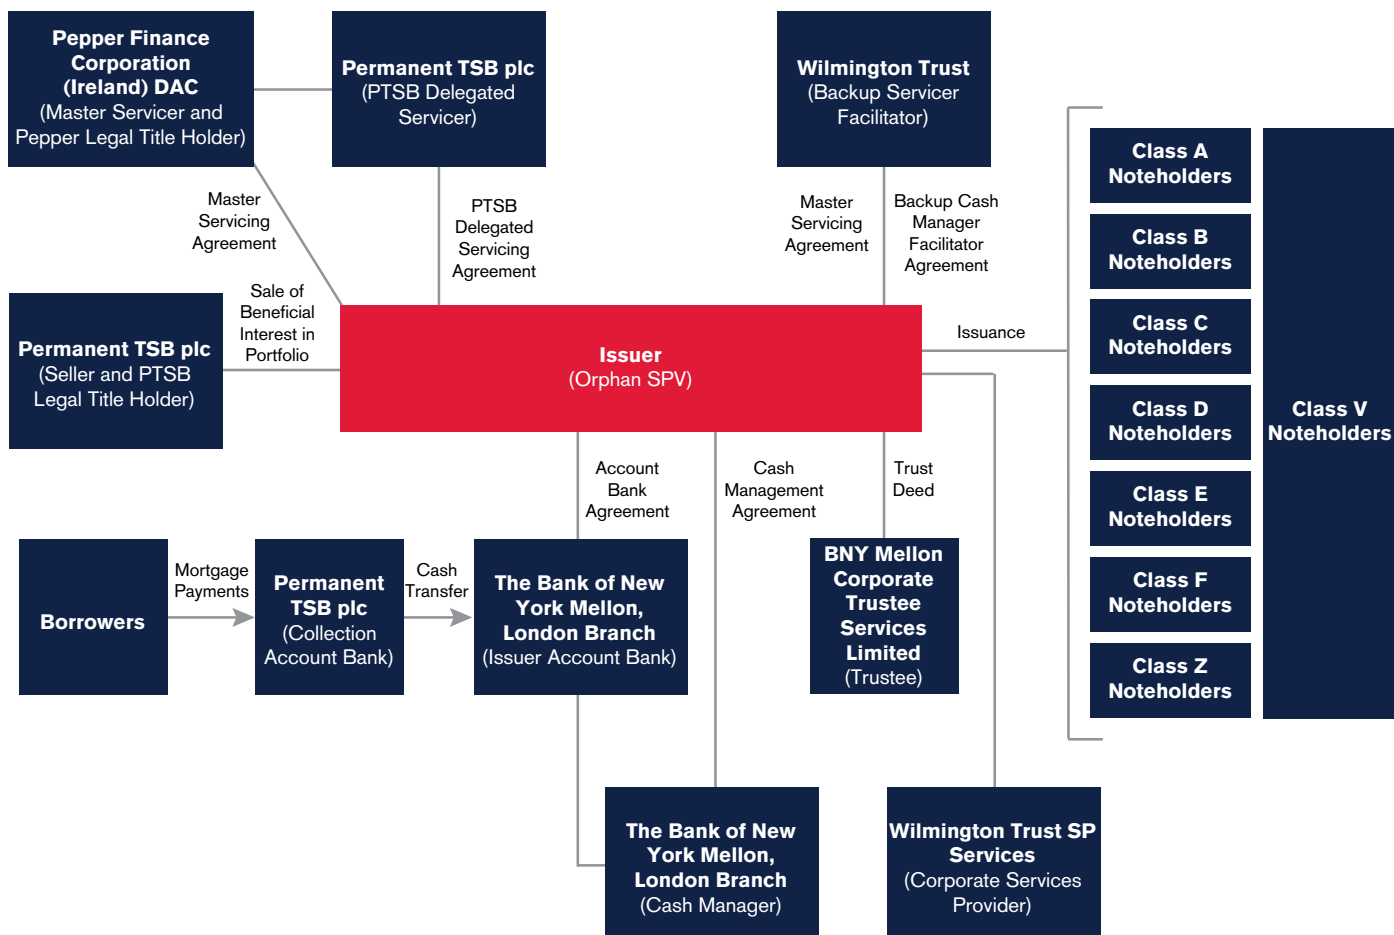 Pepper Finance
Corporation
(Ireland) DAC
(Master Servicer and
Pepper Legal Title Holder)
Permanent TSB plc
(PTSB Delegated
Servicer)
Wilmington Trust
(Backup Servicer
Facilitator)
Master
Servicing
Agreement
PTSB
Delegated
Servicing
Agreement
Master
Servicing
Agreement
Backup Cash
Manager
Facilitator
Agreement
Permanent TSB plc
(Seller and PTSB
Legal Title Holder)
Sale of
Beneficial
Interest in
Portfolio
Issuer
(Orphan SPV)
Issuance
Class A
Noteholders
Class B
Noteholders
Class C
Noteholders
Class D
Noteholders
Class E
Noteholders
Class F
Noteholders
Class Z
Noteholders
Class V
Noteholders
Account
Bank
Agreement
Cash
Management
Agreement
Trust
Deed
Borrowers
Mortgage
Payments
Permanent
TSB plc
(Collection
Account Bank)
Cash
Transfer
The Bank of New
York Mellon,
London Branch
(Issuer Account Bank)
BNY Mellon
Corporate
Trustee
Services
Limited
(Trustee)
The Bank of New
York Mellon,
London Branch
(Cash Manager)
Wilmington Trust SP
Services
(Corporate Services
Provider)